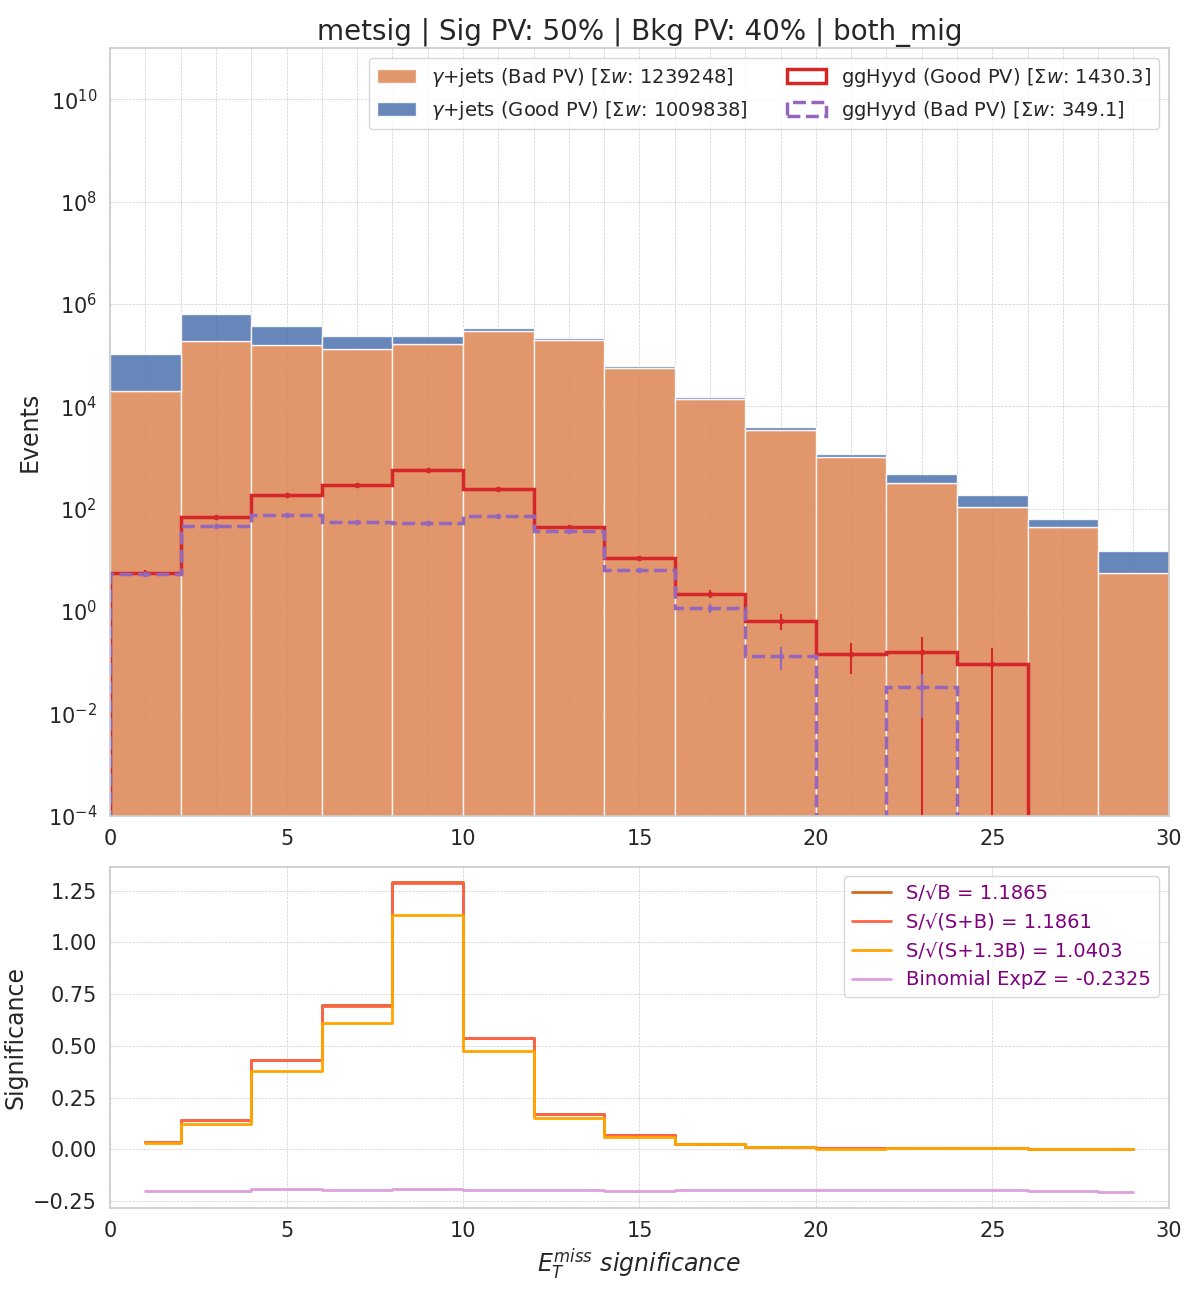 metsig | Sig PV: 50% | Bkg PV: 40% | both_mig
γ+jets (Bad PV) [Σw: 1239248]
γ+jets (Good PV) [Σw: 1009838]
ggHyyd (Good PV) [Σw: 1430.3]
ggHyyd (Bad PV) [Σw: 349.1]
Events
10^10
10^8
10^6
10^4
10^2
10^0
10^−2
10^−4
0 5 10 15 20 25 30
Significance
1.25
1.00
0.75
0.50
0.25
0.00
−0.25
S/√B = 1.1865
S/√(S+B) = 1.1861
S/√(S+1.3B) = 1.0403
Binomial ExpZ = -0.2325
0 5 10 15 20 25 30
E_T^miss significance